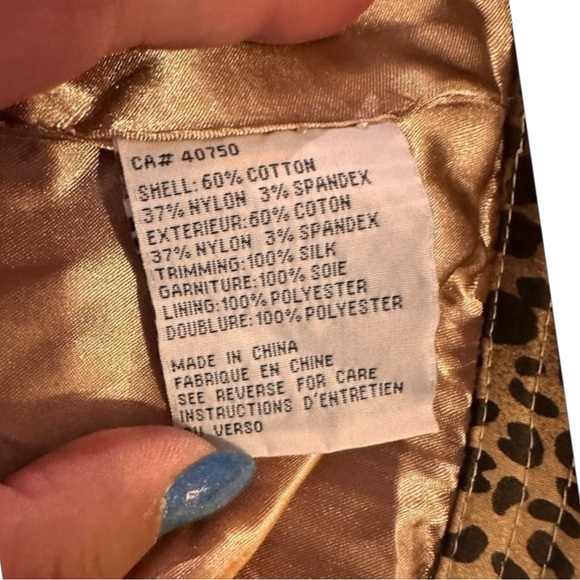 CA# 40750
SHELL: 60% COTTON
37% NYLON 3% SPANDEX
EXTERIEUR: 60% COTON
37% NYLON 3% SPANDEX
TRIMMING: 100% SILK
GARNITURE: 100% SOIE
LINING: 100% POLYESTER
DOUBLURE: 100% POLYESTER
MADE IN CHINA
FABRIQUE EN CHINE
SEE REVERSE FOR CARE
INSTRUCTIONS D'ENTRETIEN
VERSO